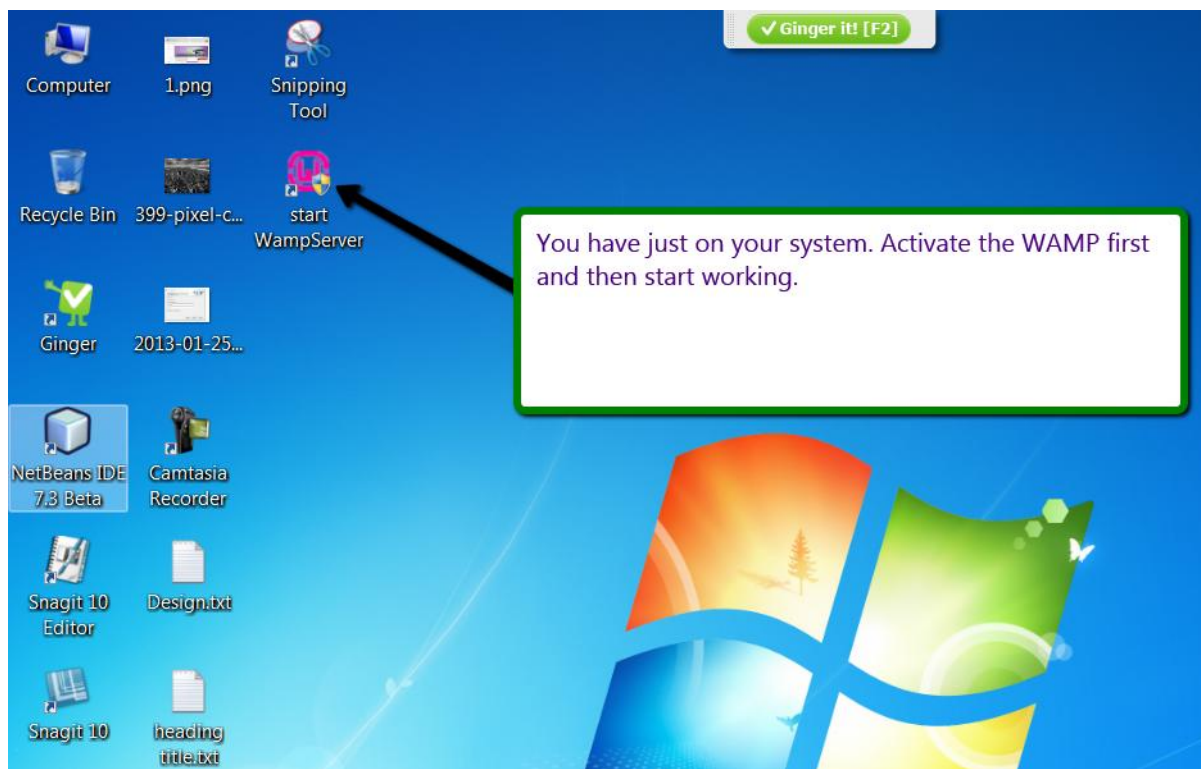 ✓ Ginger it! [F2]
Computer
1.png
Snipping
Tool
Recycle Bin
399-pixel-c...
start
WampServer
You have just on your system. Activate the WAMP first
and then start working.
Ginger
2013-01-25...
NetBeans IDE
7.3 Beta
Camtasia
Recorder
Snagit 10
Editor
Design.txt
Snagit 10
heading
title.txt